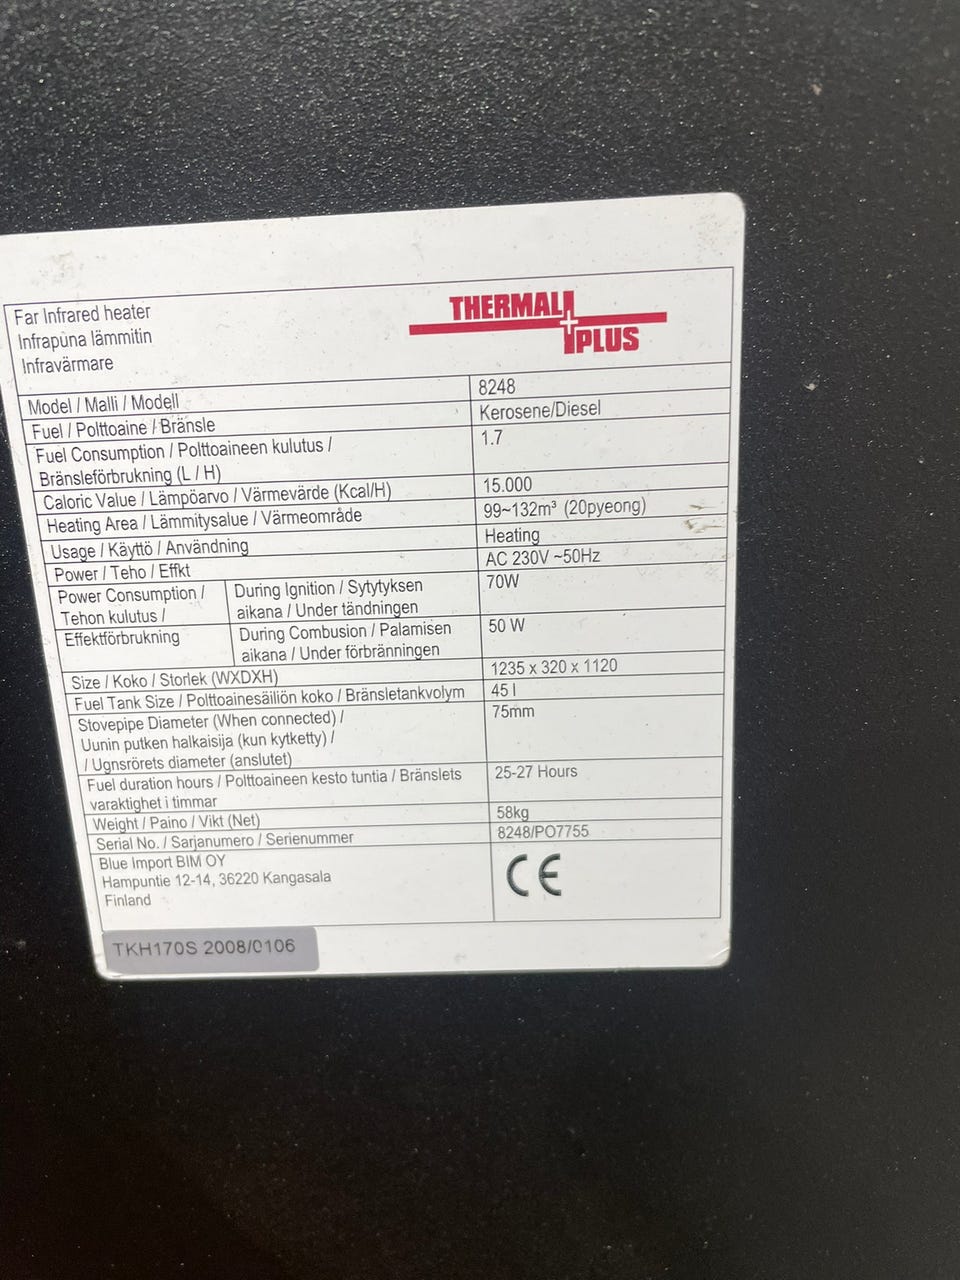 Far Infrared heater
Infrapuna lämmitin
Infravärmare
THERMAL
PLUS
Model / Malli / Modell 8248
Fuel / Polttoaine / Bränsle Kerosene/Diesel
Fuel Consumption / Polttoaineen kulutus / 1.7
Bränsleförbrukning (L / H)
Caloric Value / Lämpöarvo / Värmevärde (Kcal/H) 15.000
Heating Area / Lämmitysalue / Värmeområde 99~132m³ (20pyeong)
Usage / Käyttö / Användning Heating
Power / Teho / Effkt AC 230V ~50Hz
Power Consumption /
Tehon kulutus /
Effektförbrukning
During Ignition / Sytytyksen 70W
aikana / Under tändningen
During Combusion / Palamisen 50 W
aikana / Under förbränningen
Size / Koko / Storlek (WXDXH) 1235 x 320 x 1120
Fuel Tank Size / Polttoainesäiliön koko / Bränsletankvolym 45 l
Stovepipe Diameter (When connected) / 75mm
Uunin putken halkaisija (kun kytketty) /
/ Ugnsrörets diameter (anslutet)
Fuel duration hours / Polttoaineen kesto tuntia / Bränslets 25-27 Hours
varaktighet i timmar
Weight / Paino / Vikt (Net) 58kg
Serial No. / Sarjanumero / Serienummer 8248/PO7755
Blue Import BIM OY
Hampuntie 12-14, 36220 Kangasala
Finland
CE
TKH170S 2008/0106